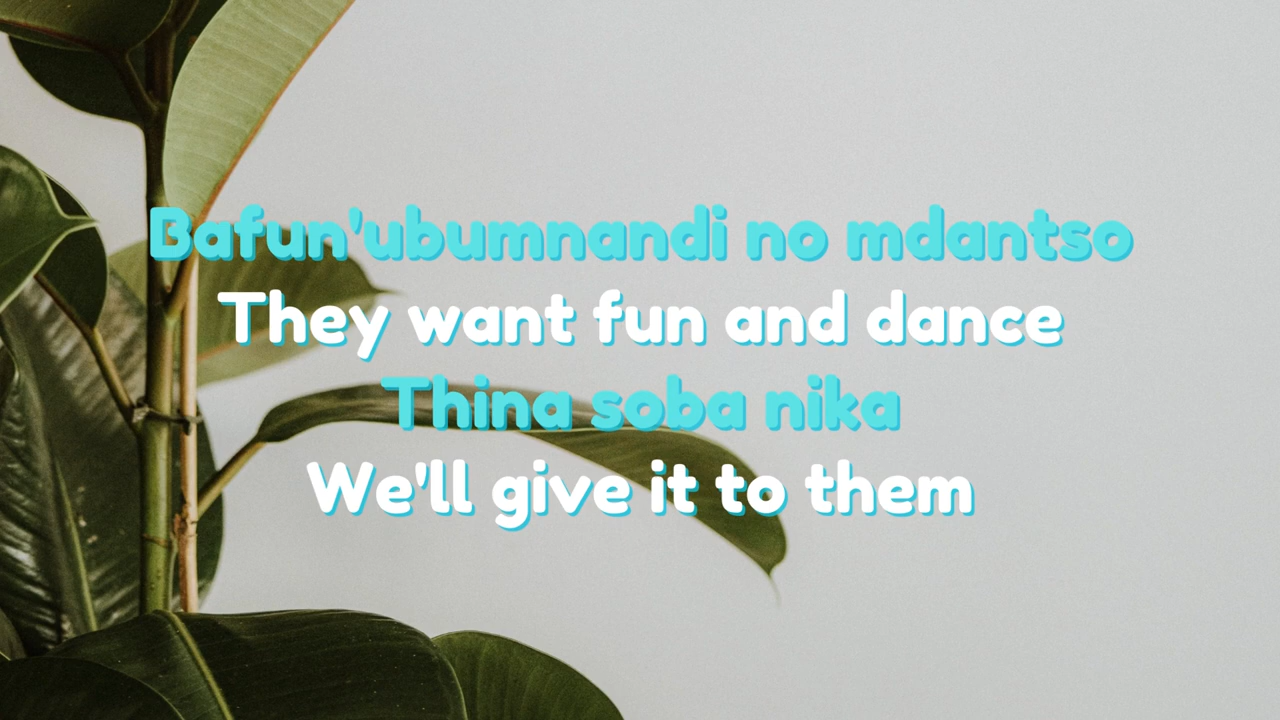 Bafun'ubumnandi no mdantso
They want fun and dance
Thina soba nika
We'll give it to them